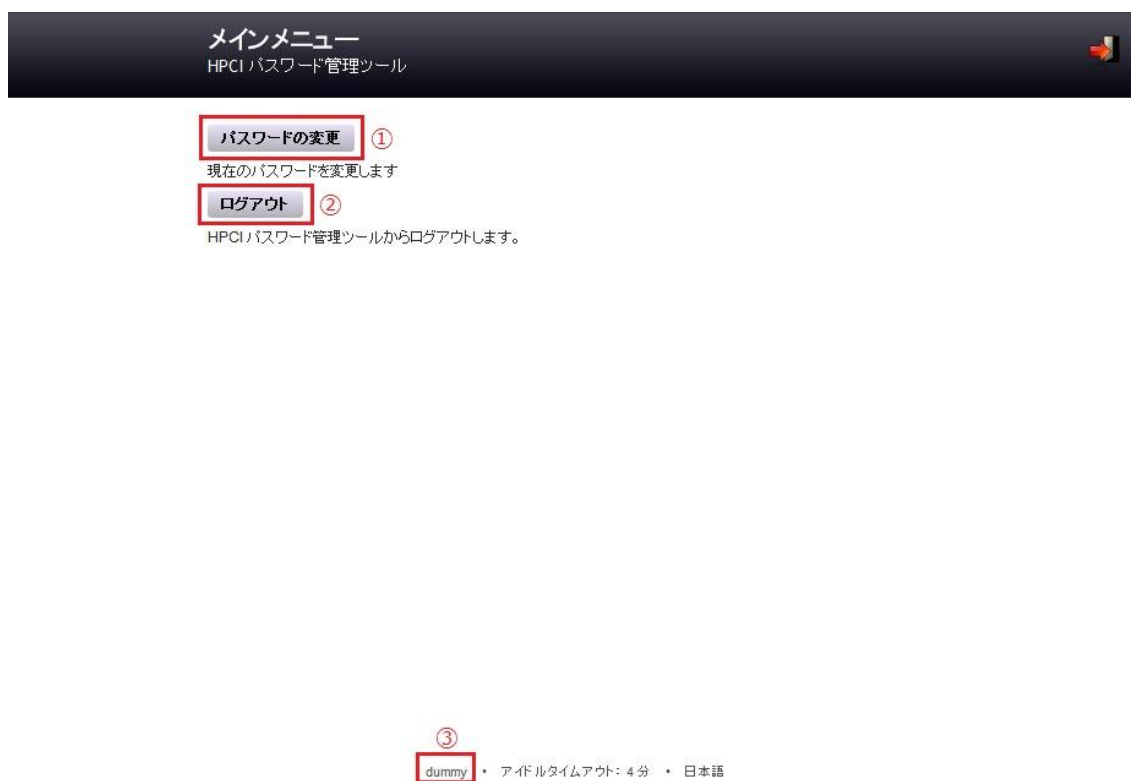 メインメニュー
HPCI パスワード管理ツール
パスワードの変更 ①
現在のパスワードを変更します
ログアウト ②
HPCI パスワード管理ツールからログアウトします。
③
dummy • アイドルタイムアウト: 4 分 • 日本語